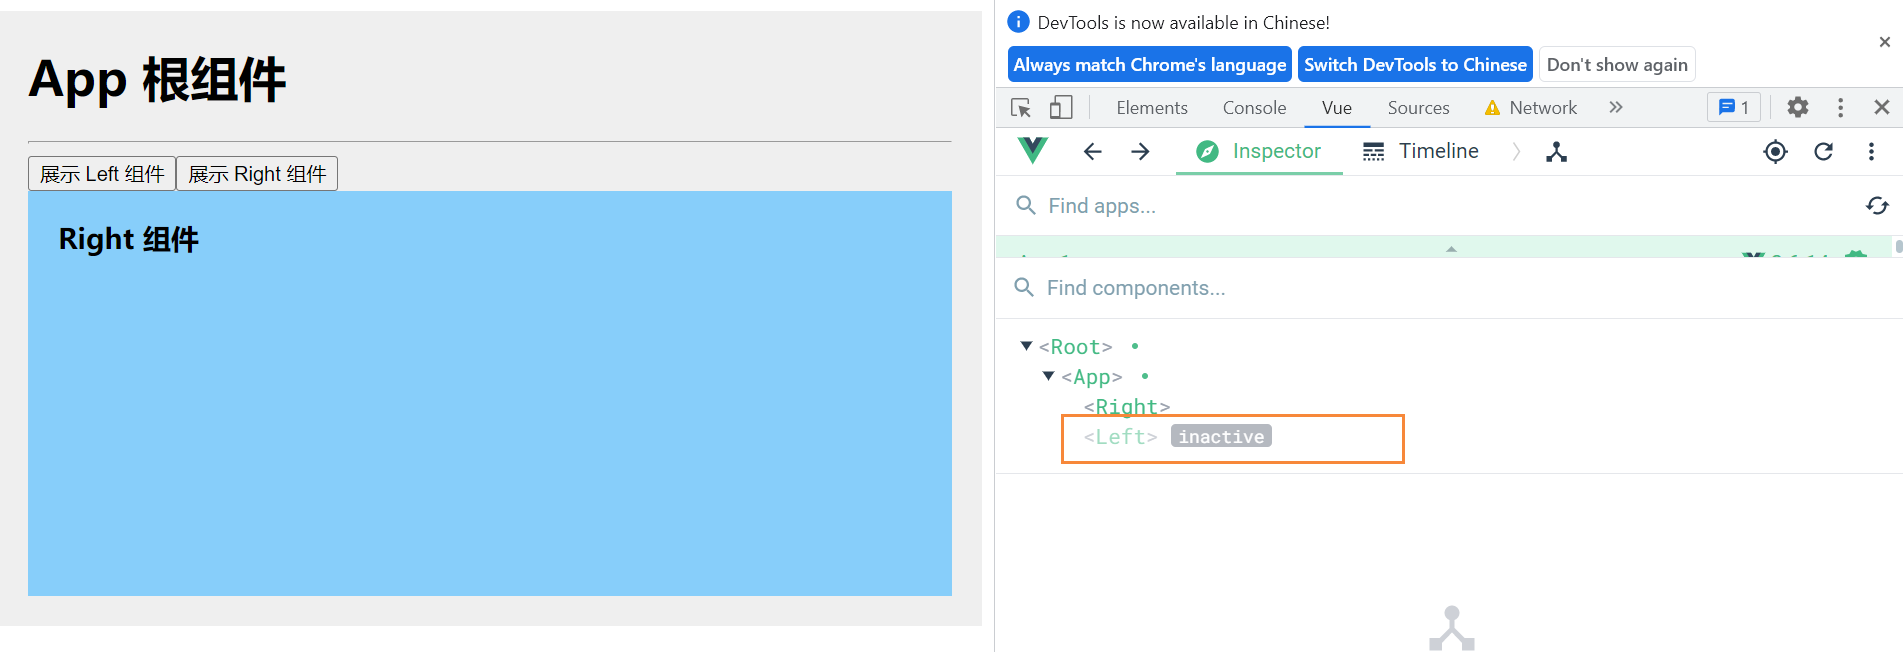 App 根组件
展示 Left 组件 展示 Right 组件
Right 组件
DevTools is now available in Chinese!
Always match Chrome's language Switch DevTools to Chinese Don't show again
Elements Console Vue Sources Network 1
Inspector Timeline
Find apps...
Find components...
<Root>
<App>
<Right>
<Left> inactive